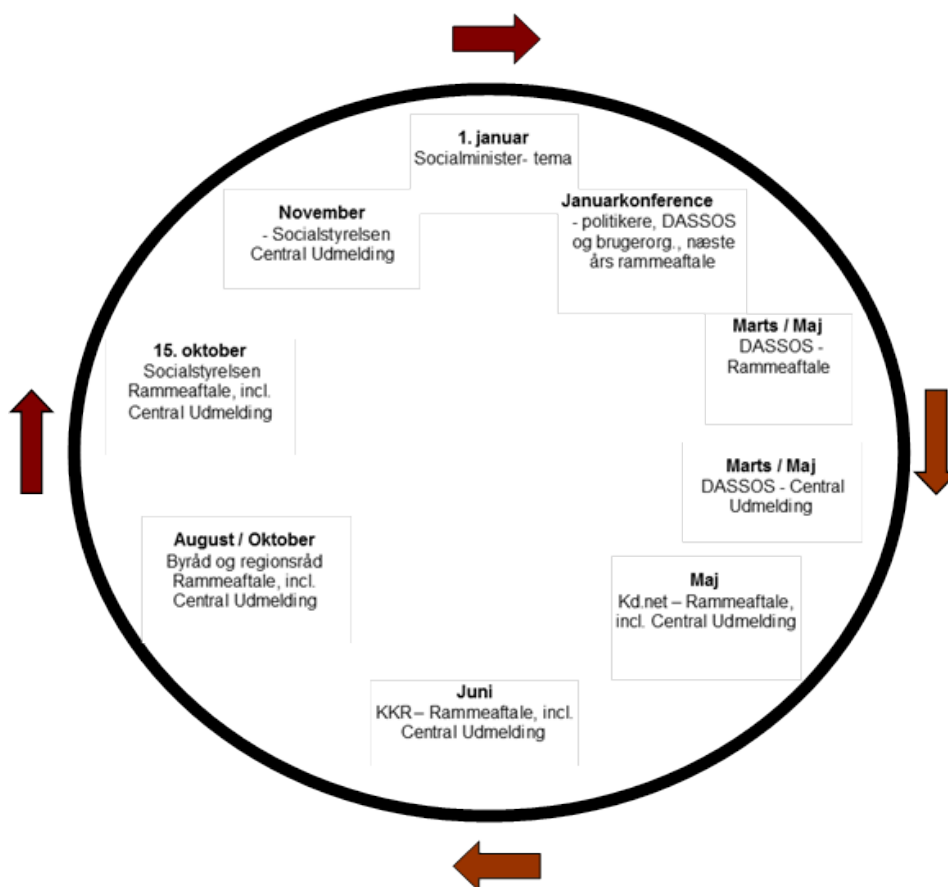 1. januar
Socialminister- tema
Januarkonference
- politikere, DASSOS
og brugerorg., næste
års rammeaftale
Marts / Maj
DASSOS -
Rammeaftale
Marts / Maj
DASSOS - Central
Udmelding
Maj
Kd.net – Rammeaftale,
incl. Central Udmelding
Juni
KKR – Rammeaftale, incl.
Central Udmelding
August / Oktober
Byråd og regionsråd
Rammeaftale, incl.
Central Udmelding
15. oktober
Socialstyrelsen
Rammeaftale, incl.
Central Udmelding
November
- Socialstyrelsen
Central Udmelding